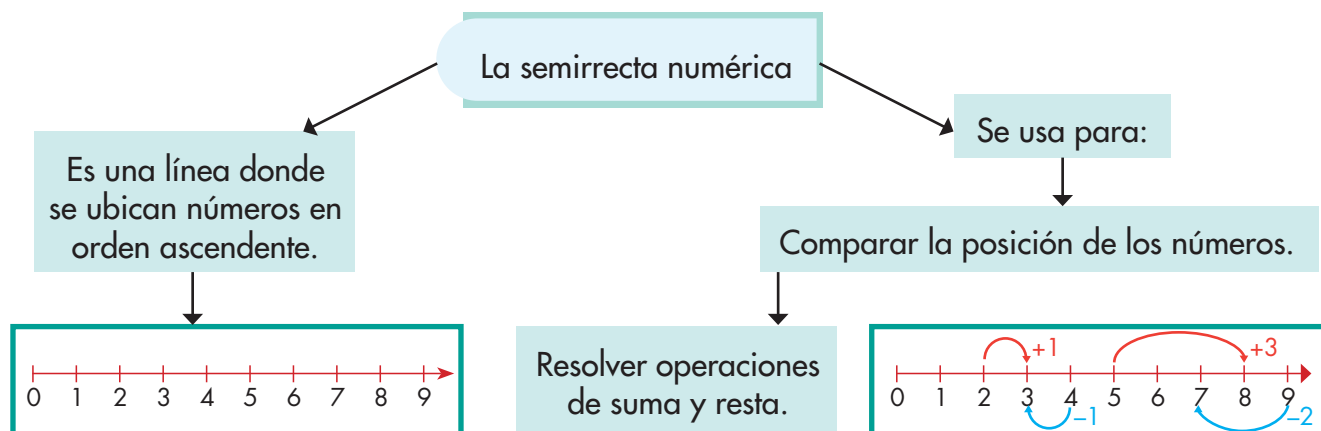 La semirrecta numérica
Es una línea donde
se ubican números en
orden ascendente.
0 1 2 3 4 5 6 7 8 9
Se usa para:
Comparar la posición de los números.
Resolver operaciones
de suma y resta.
+1 +3
0 1 2 3 4 5 6 7 8 9
–1 –2